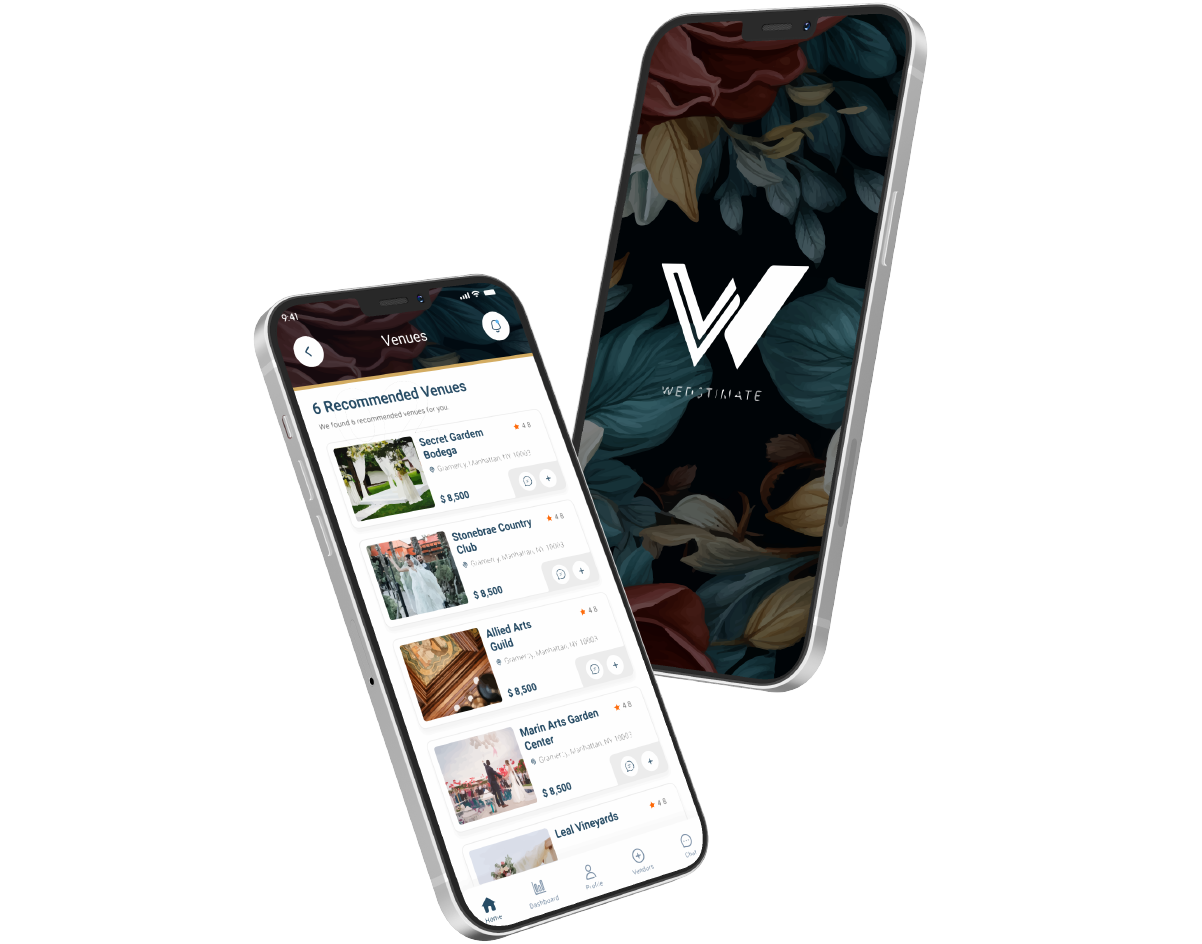 9:41
Venues
6 Recommended Venues
We found 6 recommended venues for you.
Secret Gardem
Bodega
4.8
Gramercy, Manhattan, NY 10003
$ 8,500
Stonebrae Country
Club
4.8
Gramercy, Manhattan, NY 10003
$ 8,500
Allied Arts
Guild
4.8
Gramercy, Manhattan, NY 10003
$ 8,500
Marin Arts Garden
Center
4.8
Gramercy, Manhattan, NY 10003
$ 8,500
Leal Vineyards
4.8
Home
Dashboard
Profile
Vendors
Chat
W
WEDSTIMATE